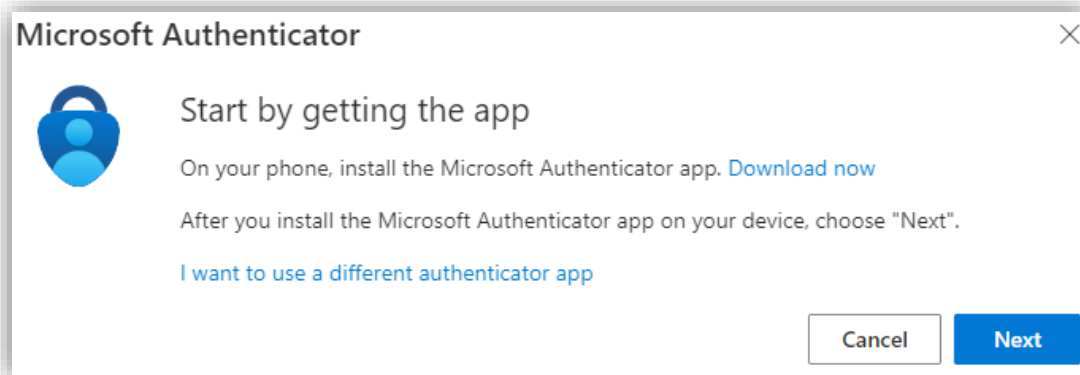 Microsoft Authenticator
Start by getting the app
On your phone, install the Microsoft Authenticator app. Download now
After you install the Microsoft Authenticator app on your device, choose "Next".
I want to use a different authenticator app
Cancel Next